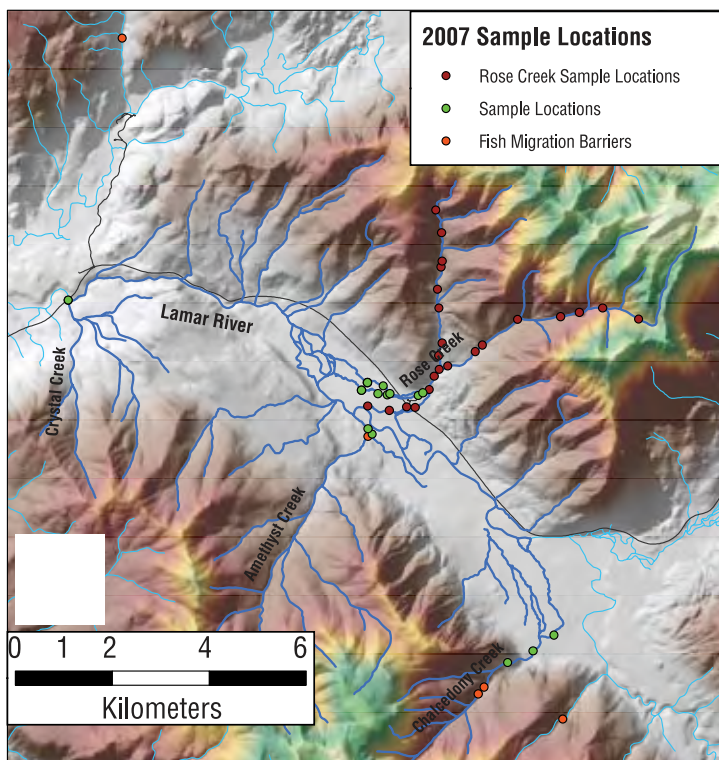 2007 Sample Locations
Rose Creek Sample Locations
Sample Locations
Fish Migration Barriers
Lamar River
Rose Creek
Crystal Creek
Amethyst Creek
Chalcedony Creek
0 1 2 4 6
Kilometers